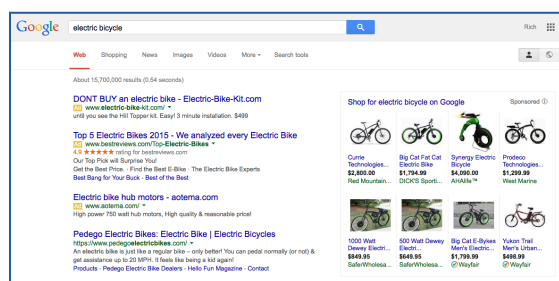 Google
electric bicycle
Rich
Web Shopping News Images Videos More Search tools
About 15,700,000 results (0.54 seconds)
DONT BUY an electric bike - Electric-Bike-Kit.com
Ad www.electric-bike-kit.com/
until you see the Hill Topper kit. Easy! 3 minute installation. $499
Top 5 Electric Bikes 2015 - We analyzed every Electric Bike
Ad www.bestreviews.com/Top-Electric-Bikes
4.9 ★★★★★ rating for bestreviews.com
Our Top Pick will Surprise You!
Get the Best Price. · Find the Best E-Bike · The Electric Bike Experts
Best Bang for Your Buck - Best of the Best
Electric bike hub motors - aotema.com
Ad www.aotema.com/
High power 750 watt hub motors, High quality & reasonable price!
Pedego Electric Bikes: Electric Bike | Electric Bicycles
https://www.pedegoelectricbikes.com/
An electric bike is just like a regular bike – only better! You can pedal normally (or not) &
get assistance up to 20 MPH. It feels like being a kid again!
Products - Pedego Electric Bike Dealers - Hello Fun Magazine - Contact
Shop for electric bicycle on Google Sponsored
Currie
Technologies...
$2,800.00
Red Mountain...
Big Cat Fat Cat
Electric Bike
$1,794.99
DICK'S Sporti...
Synergy Electric
Bicycle
$4,090.00
AHAlife™
Prodeco
Technologies...
$1,299.00
West Marine
1000 Watt
Dewey Electri...
$849.95
SaferWholesa...
500 Watt Dewey
Electri...
$649.95
SaferWholesa...
Big Cat E-Bykes
Men's Electric...
$1,799.99
Wayfair
Yukon Trail
Men's Urban...
$498.99
Wayfair